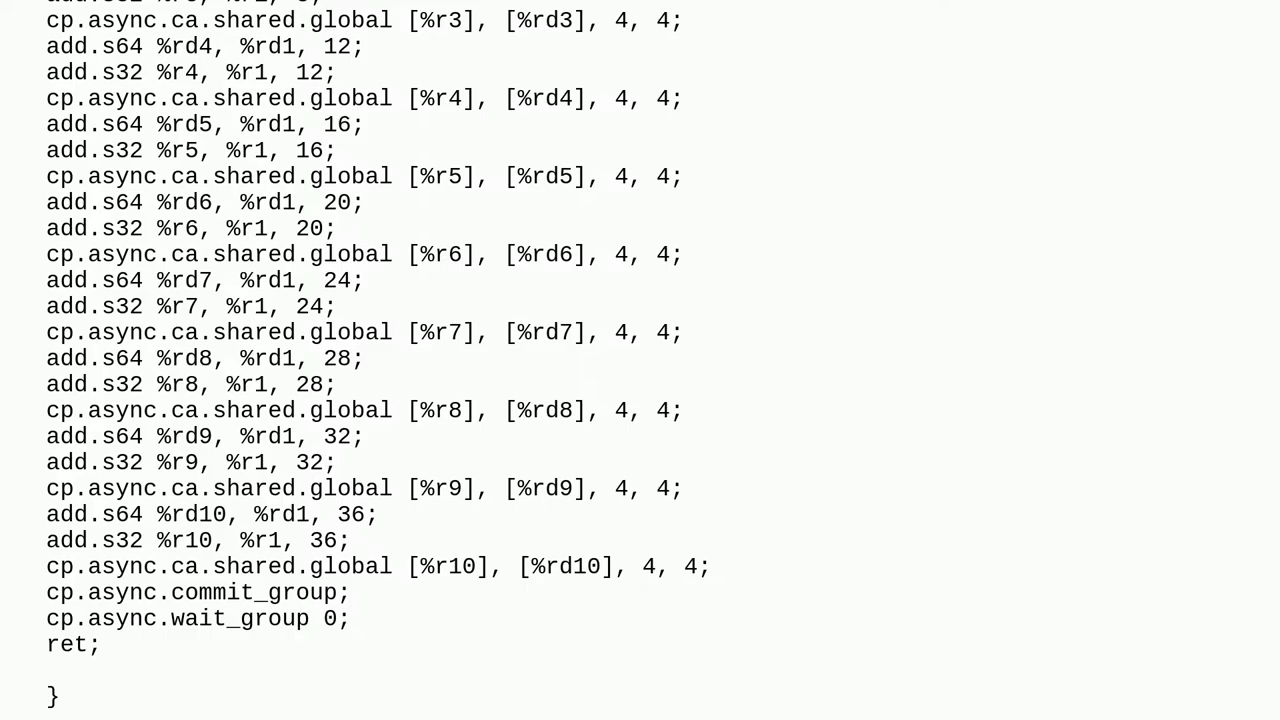 cp.async.ca.shared.global [%r3], [%rd3], 4, 4;
add.s64 %rd4, %rd1, 12;
add.s32 %r4, %r1, 12;
cp.async.ca.shared.global [%r4], [%rd4], 4, 4;
add.s64 %rd5, %rd1, 16;
add.s32 %r5, %r1, 16;
cp.async.ca.shared.global [%r5], [%rd5], 4, 4;
add.s64 %rd6, %rd1, 20;
add.s32 %r6, %r1, 20;
cp.async.ca.shared.global [%r6], [%rd6], 4, 4;
add.s64 %rd7, %rd1, 24;
add.s32 %r7, %r1, 24;
cp.async.ca.shared.global [%r7], [%rd7], 4, 4;
add.s64 %rd8, %rd1, 28;
add.s32 %r8, %r1, 28;
cp.async.ca.shared.global [%r8], [%rd8], 4, 4;
add.s64 %rd9, %rd1, 32;
add.s32 %r9, %r1, 32;
cp.async.ca.shared.global [%r9], [%rd9], 4, 4;
add.s64 %rd10, %rd1, 36;
add.s32 %r10, %r1, 36;
cp.async.ca.shared.global [%r10], [%rd10], 4, 4;
cp.async.commit_group;
cp.async.wait_group 0;
ret;
}